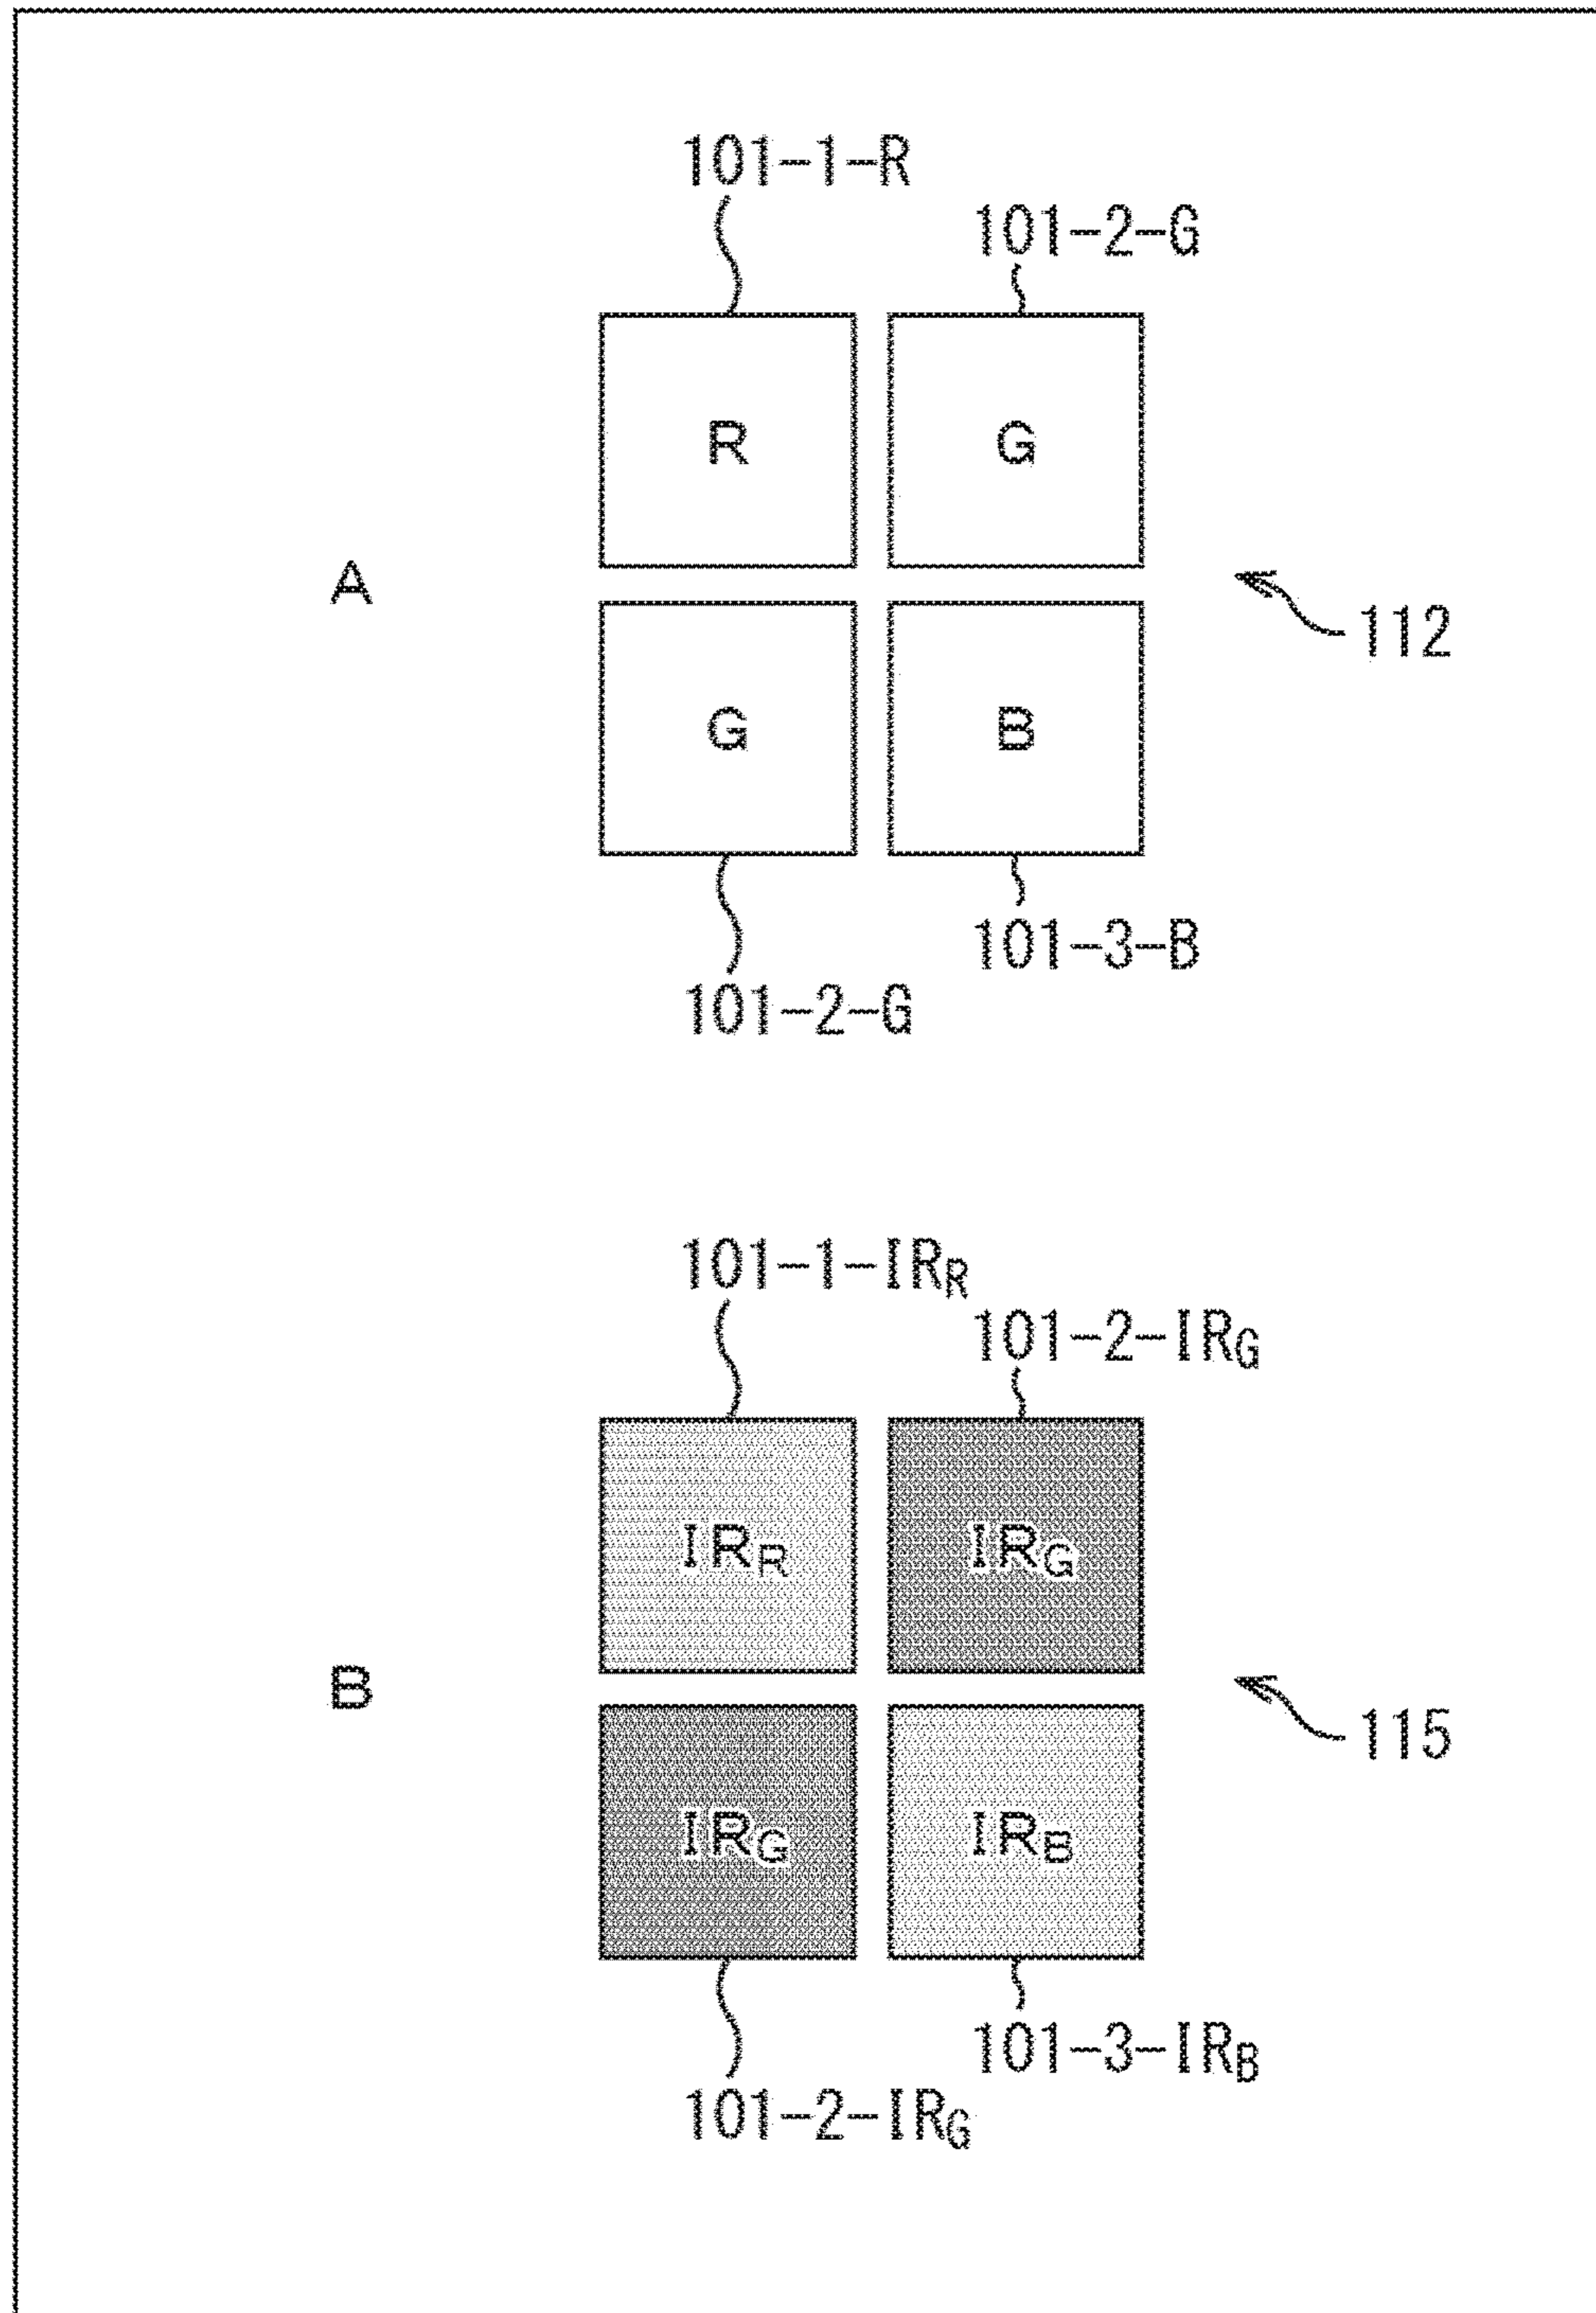 101-1-R
101-2-G
R G
A
112
G B
101-3-B
101-2-G
101-1-IRR
101-2-IRG
IRR IRG
B
115
IRG IRB
101-3-IRB
101-2-IRG